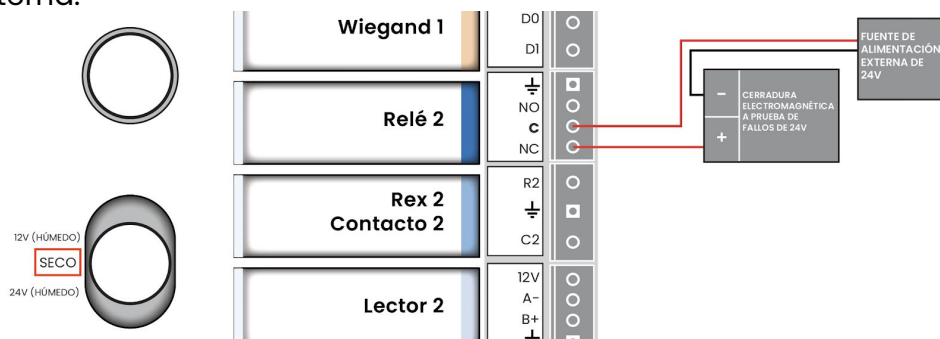 Wiegand 1
D0
D1
Relé 2
NO
C
NC
Rex 2
Contacto 2
R2
C2
Lector 2
12V
A-
B+
12V (HÚMEDO)
SECO
24V (HÚMEDO)
-
+
CERRADURA
ELECTROMAGNÉTICA
A PRUEBA DE
FALLOS DE 24V
FUENTE DE
ALIMENTACIÓN
EXTERNA DE
24V